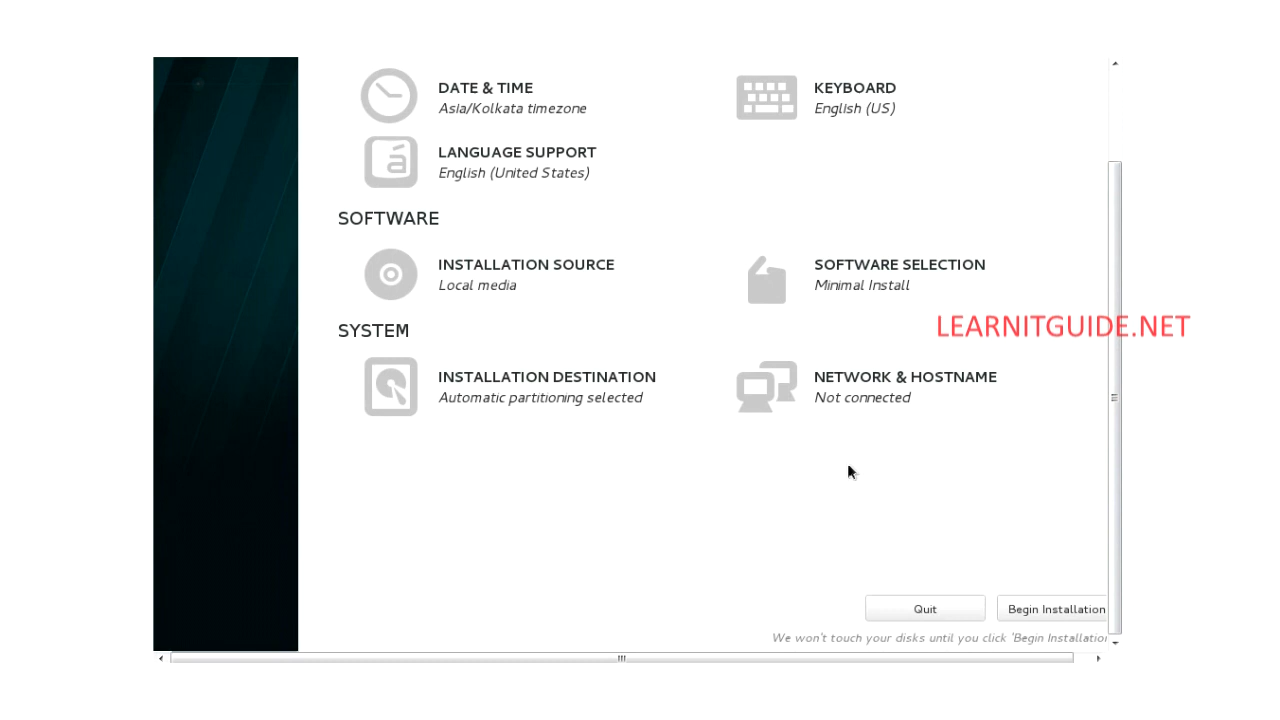 DATE & TIME
Asia/Kolkata timezone
KEYBOARD
English (US)
LANGUAGE SUPPORT
English (United States)
SOFTWARE
INSTALLATION SOURCE
Local media
SOFTWARE SELECTION
Minimal Install
LEARNITGUIDE.NET
SYSTEM
INSTALLATION DESTINATION
Automatic partitioning selected
NETWORK & HOSTNAME
Not connected
Quit
Begin Installation
We won't touch your disks until you click 'Begin Installatio